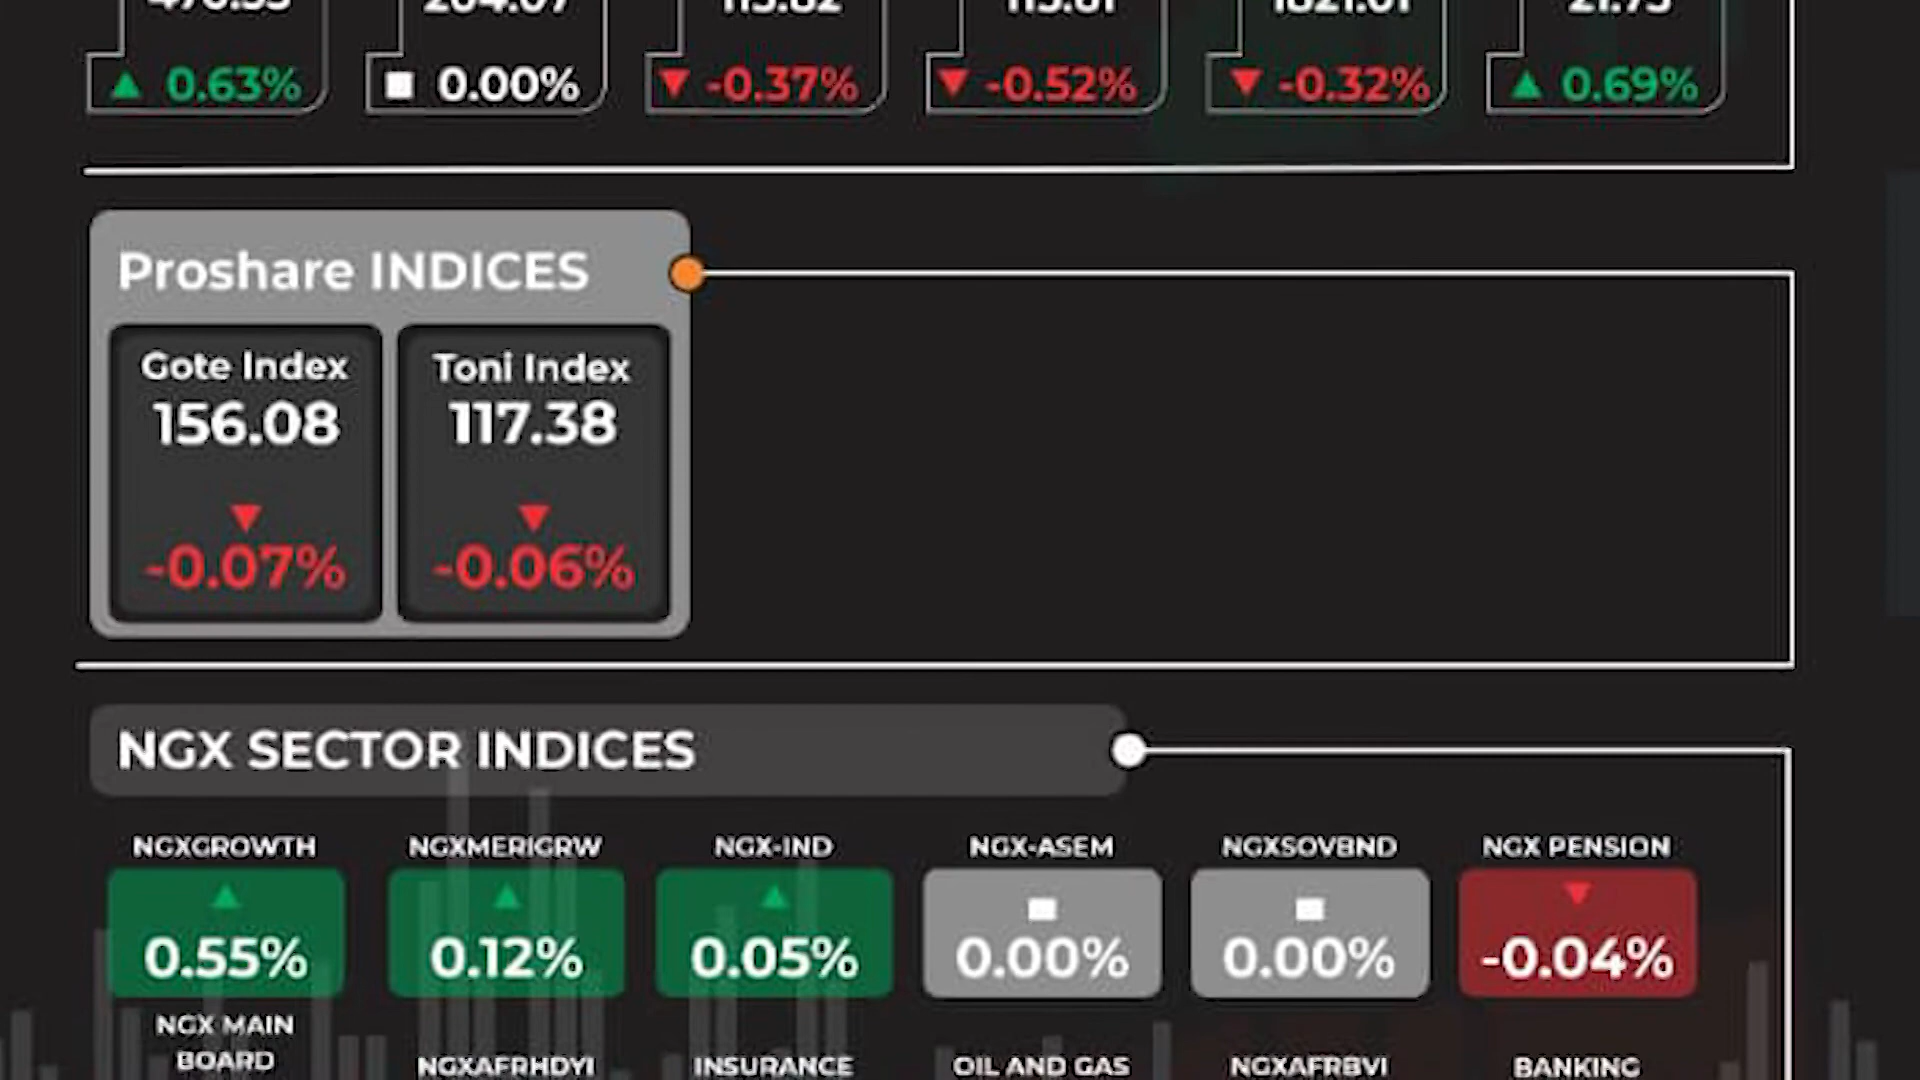 ▲ 0.63% ■ 0.00% ▼ -0.37% ▼ -0.52% ▼ -0.32% ▲ 0.69%
Proshare INDICES
Gote Index Toni Index
156.08 117.38
▼ ▼
-0.07% -0.06%
NGX SECTOR INDICES
NGXGROWTH NGXMERIGRW NGX-IND NGX-ASEM NGXSOVBND NGX PENSION
▲ ▲ ▲ ■ ■ ▼
0.55% 0.12% 0.05% 0.00% 0.00% -0.04%
NGX MAIN
BOARD NGXAFRHDYI INSURANCE OIL AND GAS NGXAFRBVI BANKING